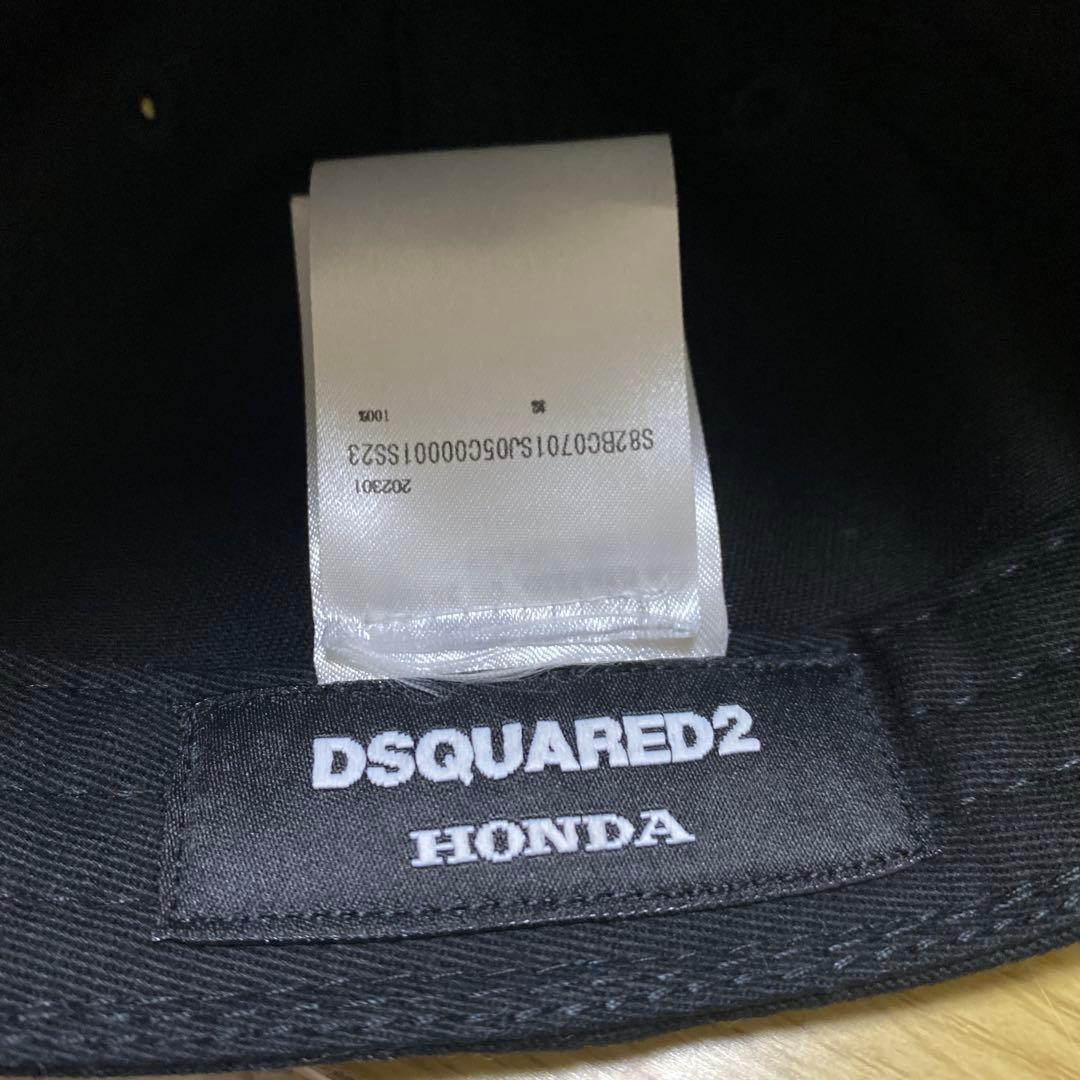 202301
S82BC0701SJ05C00001SS23
100%
DSQUARED2
HONDA